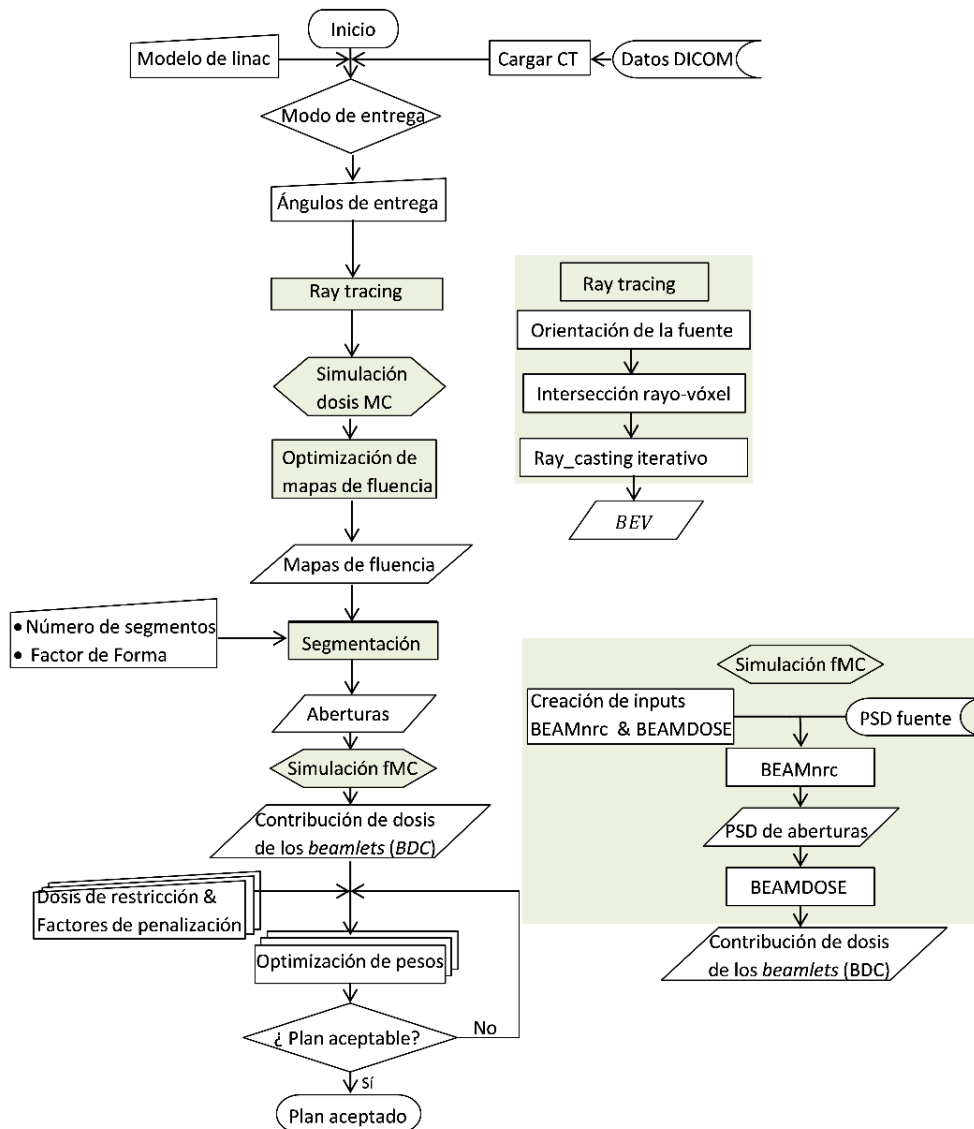 Inicio
Modelo de linac
Cargar CT
Datos DICOM
Modo de entrega
Ángulos de entrega
Ray tracing
Simulación
dosis MC
Optimización de
mapas de fluencia
Mapas de fluencia
• Número de segmentos
• Factor de Forma
Segmentación
Aberturas
Simulación fMC
Contribución de dosis
de los beamlets (BDC)
Dosis de restricción &
Factores de penalización
Optimización de pesos
¿ Plan aceptable?
No
Sí
Plan aceptado
Ray tracing
Orientación de la fuente
Intersección rayo-vóxel
Ray_casting iterativo
BEV
Simulación fMC
Creación de inputs
BEAMnrc & BEAMDOSE
PSD fuente
BEAMnrc
PSD de aberturas
BEAMDOSE
Contribución de dosis
de los beamlets (BDC)